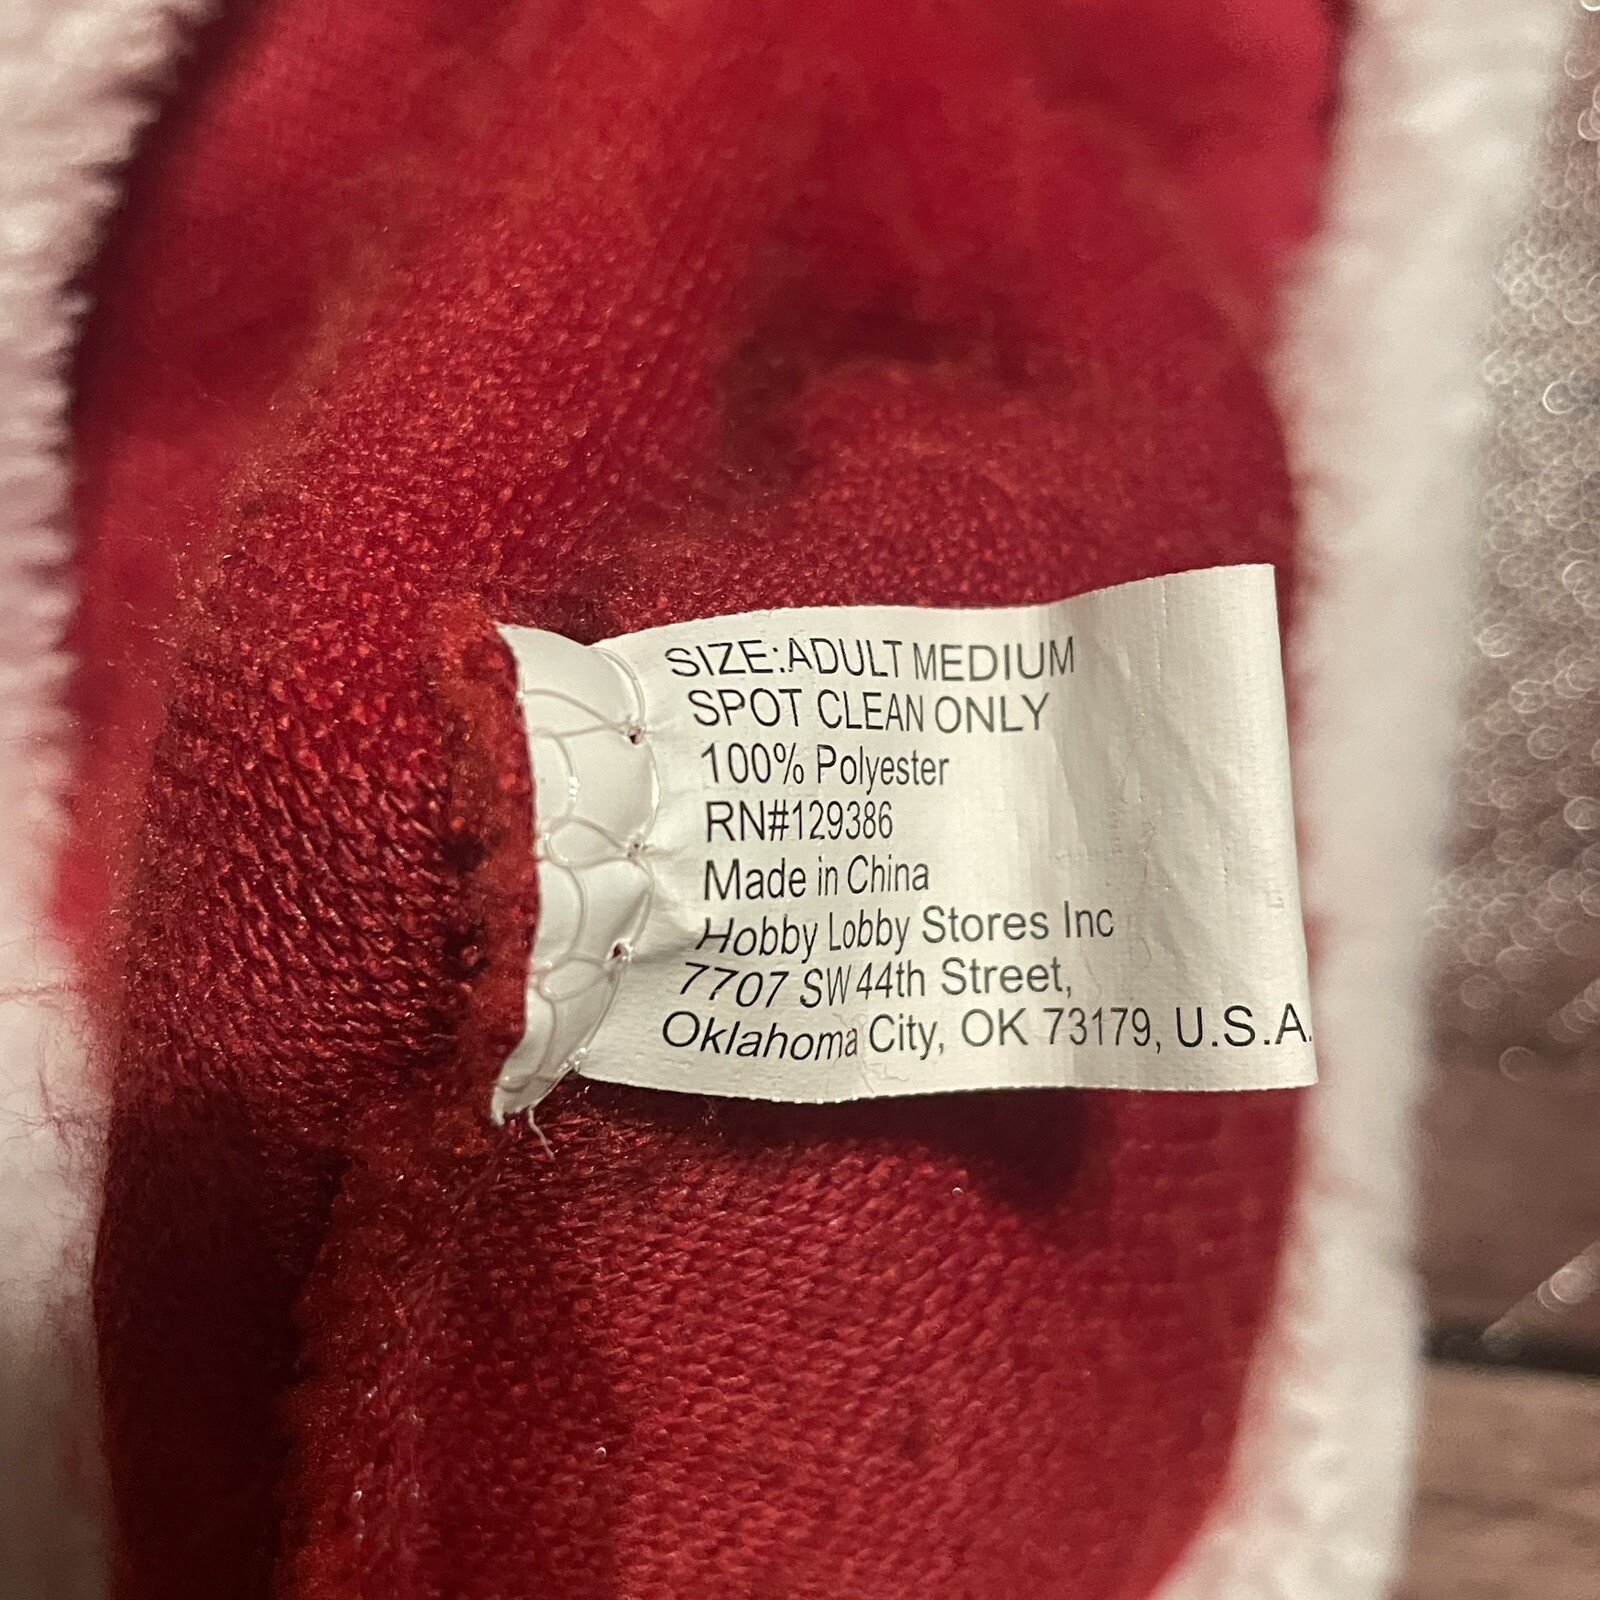 SIZE:ADULT MEDIUM
SPOT CLEAN ONLY
100% Polyester
RN#129386
Made in China
Hobby Lobby Stores Inc
7707 SW 44th Street,
Oklahoma City, OK 73179, U.S.A.